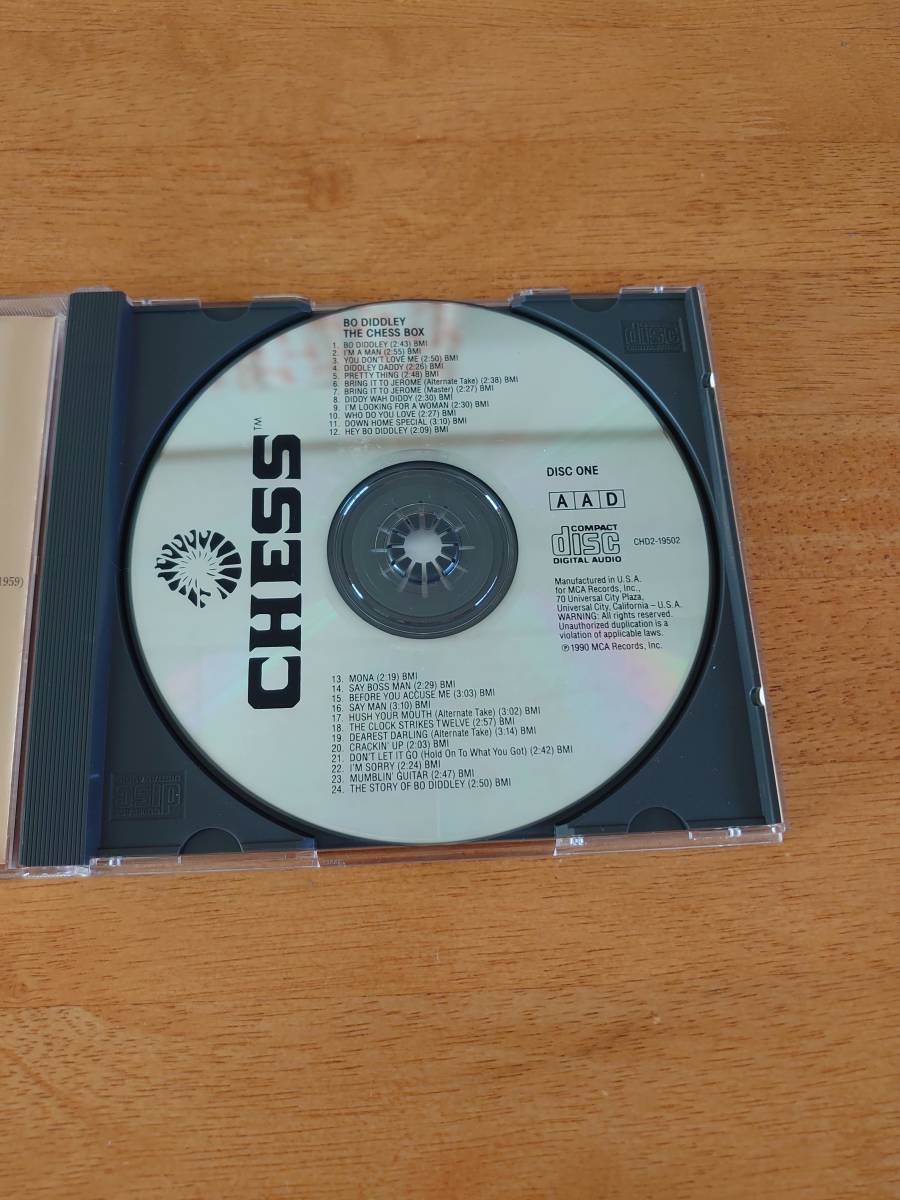 BO DIDDLEY
THE CHESS BOX
1. BO DIDDLEY (2:43) BMI
2. I'M A MAN (2:55) BMI
3. YOU DON'T LOVE ME (2:50) BMI
4. DIDDLEY DADDY (2:26) BMI
5. PRETTY THING (2:48) BMI
6. BRING IT TO JEROME (Alternate Take) (2:38) BMI
7. BRING IT TO JEROME (Master) (2:27) BMI
8. DIDDY WAH DIDDY (2:30) BMI
9. I'M LOOKING FOR A WOMAN (2:30) BMI
10. WHO DO YOU LOVE (2:27) BMI
11. DOWN HOME SPECIAL (3:10) BMI
12. HEY BO DIDDLEY (2:09) BMI
CHESS™
DISC ONE
AAD
COMPACT
disc
DIGITAL AUDIO
CHD2-19502
Manufactured in U.S.A.
for MCA Records, Inc.,
70 Universal City Plaza,
Universal City, California – U.S.A.
WARNING: All rights reserved.
Unauthorized duplication is a
violation of applicable laws.
℗1990 MCA Records, Inc.
13. MONA (2:19) BMI
14. SAY BOSS MAN (2:29) BMI
15. BEFORE YOU ACCUSE ME (3:03) BMI
16. SAY MAN (3:10) BMI
17. HUSH YOUR MOUTH (Alternate Take) (3:02) BMI
18. THE CLOCK STRIKES TWELVE (2:57) BMI
19. DEAREST DARLING (Alternate Take) (3:14) BMI
20. CRACKIN' UP (2:03) BMI
21. DON'T LET IT GO (Hold On To What You Got) (2:42) BMI
22. I'M SORRY (2:24) BMI
23. MUMBLIN' GUITAR (2:47) BMI
24. THE STORY OF BO DIDDLEY (2:50) BMI
1959)
disc
disc